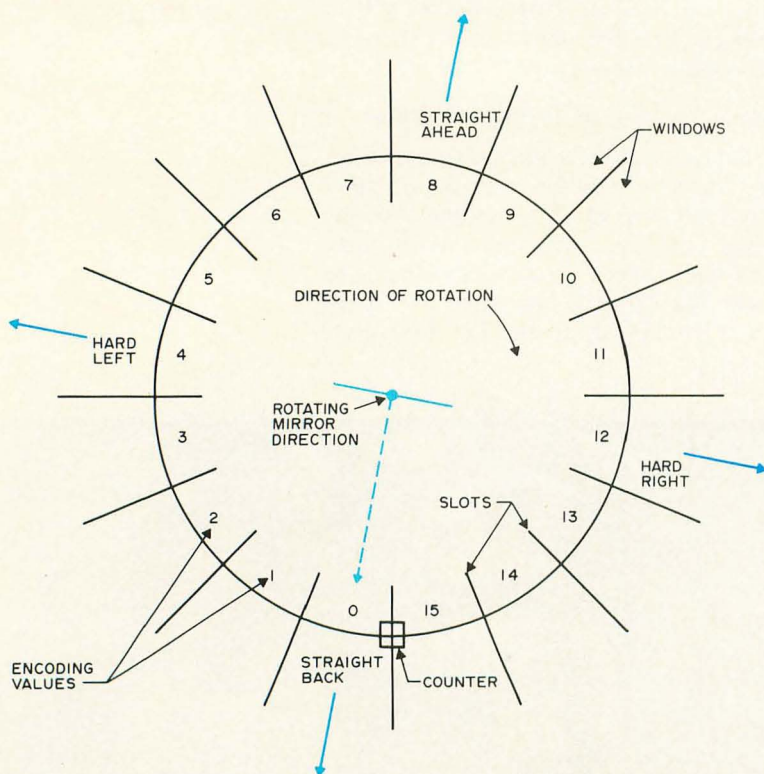 STRAIGHT
AHEAD
WINDOWS
7
8
6
9
5
10
DIRECTION OF ROTATION
HARD
LEFT
4
11
ROTATING
MIRROR
DIRECTION
3
12
HARD
RIGHT
SLOTS
2
13
1
14
0
15
ENCODING
VALUES
STRAIGHT
BACK
COUNTER